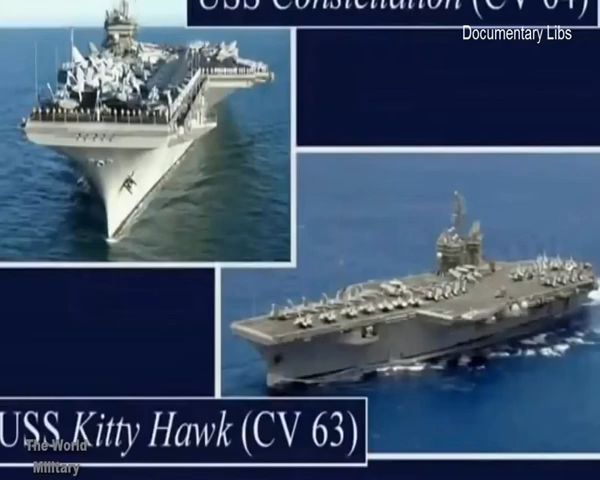 USS Constellation (CV 64)
Documentary Libs
USS Kitty Hawk (CV 63)
The World
Military